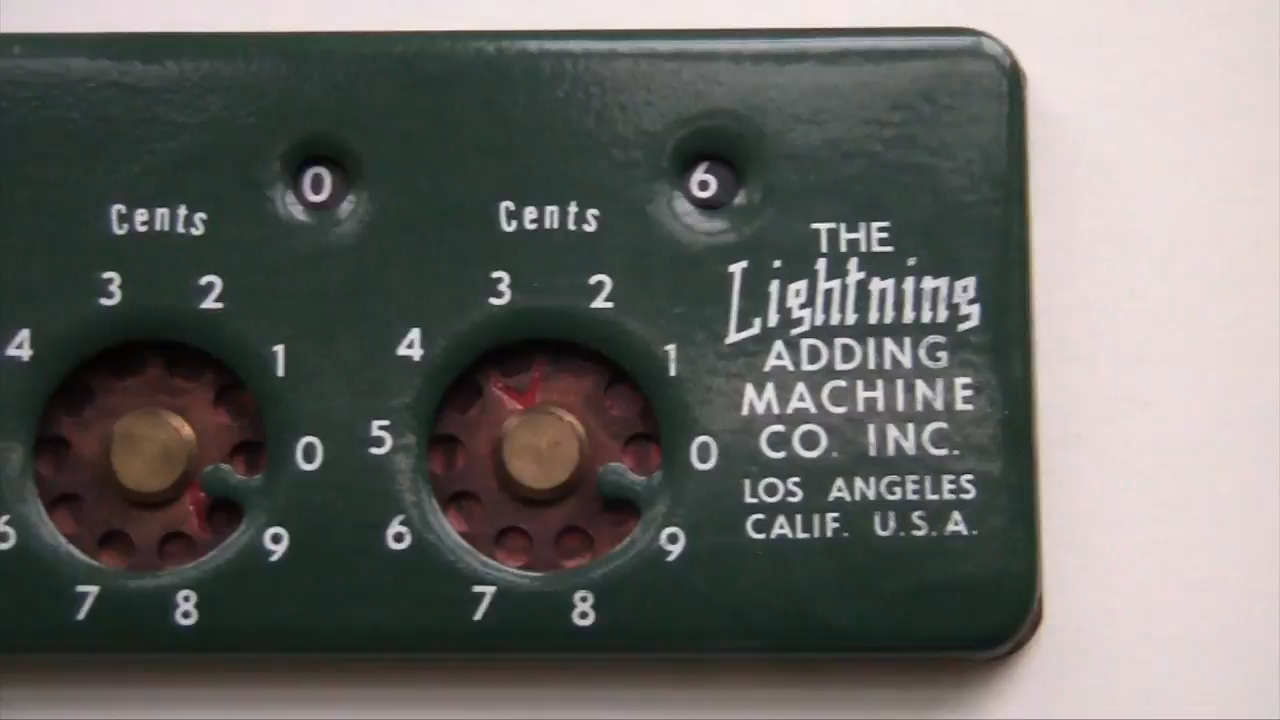 0 6
Cents Cents
3 2 3 2
4 1 4 1
0 5 0
6 9 6 9
7 8 7 8
THE
Lightning
ADDING
MACHINE
CO. INC.
LOS ANGELES
CALIF. U.S.A.